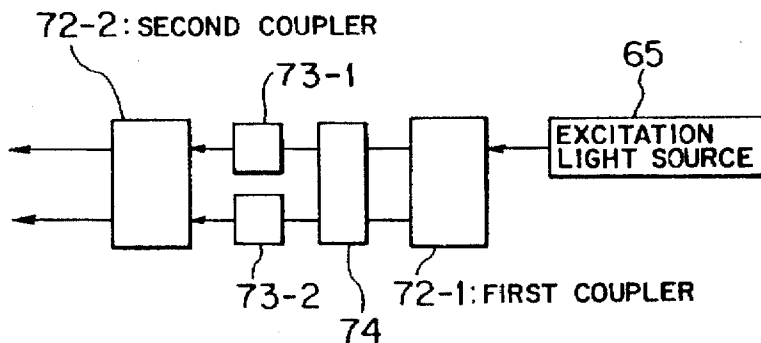 72-2: SECOND COUPLER
73-1
65
EXCITATION
LIGHT SOURCE
73-2
74
72-1: FIRST COUPLER